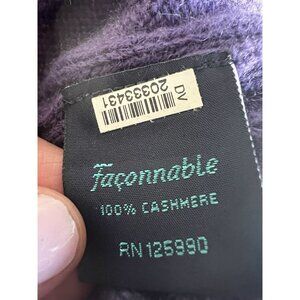 DV
20333431
façonnable
100% CASHMERE
RN 125990